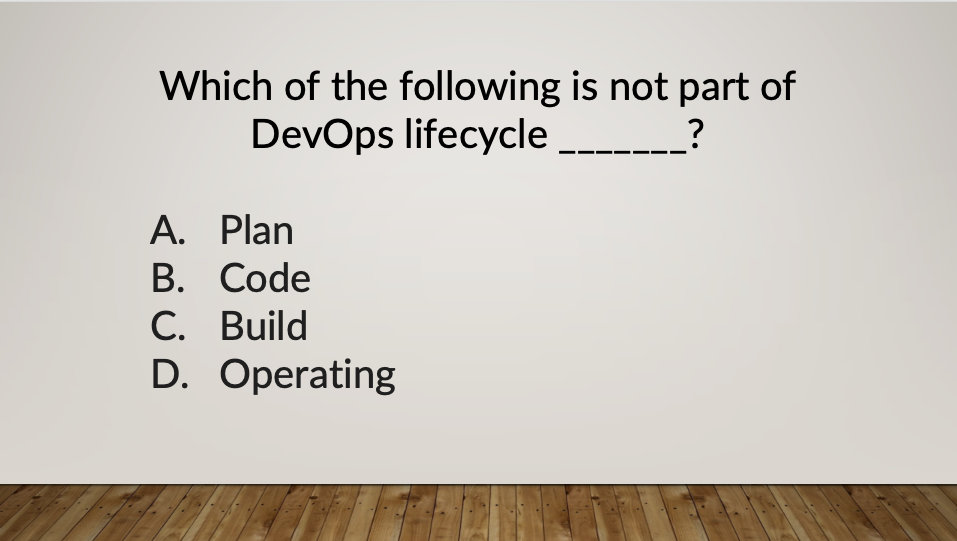 Which of the following is not part of
DevOps lifecycle _______?
A. Plan
B. Code
C. Build
D. Operating